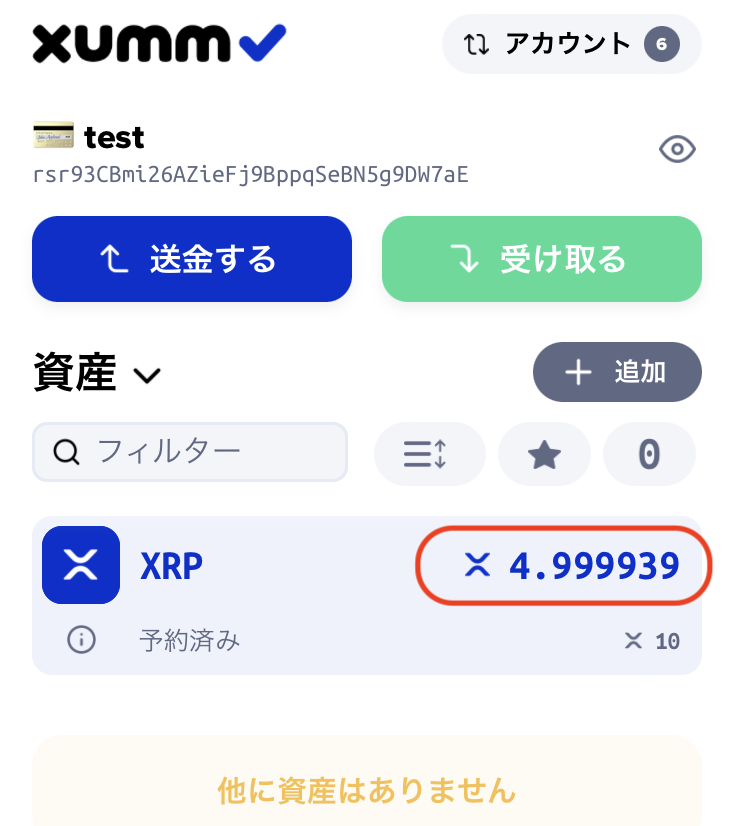 xumm
アカウント 6
test
rsr93CBmi26AZieFj9BppqSeBN5g9DW7aE
送金する
受け取る
資産
追加
フィルター
0
XRP 4.999939
予約済み 10
他に資産はありません